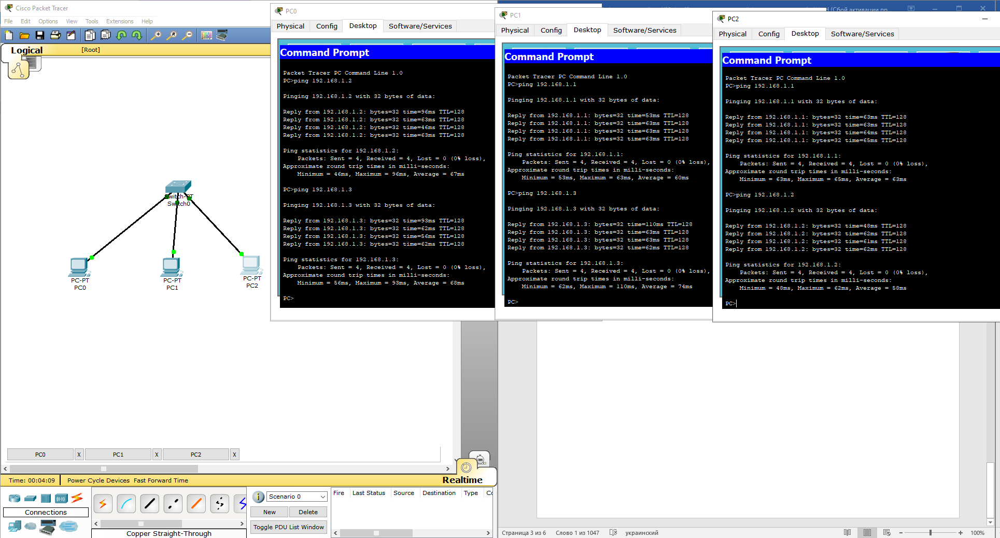 Cisco Packet Tracer
File Edit Options View Tools Extensions Help
Logical
[Root]
Switch-PT
Switch0
PC-PT
PC0
PC-PT
PC1
PC-PT
PC2
PC0 X PC1 X PC2 X
Time: 00:04:09 Power Cycle Devices Fast Forward Time
Realtime
Connections
Copper Straight-Through
Scenario 0
New Delete
Toggle PDU List Window
Fire Last Status Source Destination Type Co
PC0
Physical Config Desktop Software/Services
Command Prompt
Packet Tracer PC Command Line 1.0
PC>ping 192.168.1.2
Pinging 192.168.1.2 with 32 bytes of data:
Reply from 192.168.1.2: bytes=32 time=96ms TTL=128
Reply from 192.168.1.2: bytes=32 time=63ms TTL=128
Reply from 192.168.1.2: bytes=32 time=46ms TTL=128
Reply from 192.168.1.2: bytes=32 time=63ms TTL=128
Ping statistics for 192.168.1.2:
Packets: Sent = 4, Received = 4, Lost = 0 (0% loss),
Approximate round trip times in milli-seconds:
Minimum = 46ms, Maximum = 96ms, Average = 67ms
PC>ping 192.168.1.3
Pinging 192.168.1.3 with 32 bytes of data:
Reply from 192.168.1.3: bytes=32 time=93ms TTL=128
Reply from 192.168.1.3: bytes=32 time=62ms TTL=128
Reply from 192.168.1.3: bytes=32 time=56ms TTL=128
Reply from 192.168.1.3: bytes=32 time=62ms TTL=128
Ping statistics for 192.168.1.3:
Packets: Sent = 4, Received = 4, Lost = 0 (0% loss),
Approximate round trip times in milli-seconds:
Minimum = 56ms, Maximum = 93ms, Average = 68ms
PC>
PC1
Physical Config Desktop Software/Services
Command Prompt
Packet Tracer PC Command Line 1.0
PC>ping 192.168.1.1
Pinging 192.168.1.1 with 32 bytes of data:
Reply from 192.168.1.1: bytes=32 time=53ms TTL=128
Reply from 192.168.1.1: bytes=32 time=63ms TTL=128
Reply from 192.168.1.1: bytes=32 time=63ms TTL=128
Reply from 192.168.1.1: bytes=32 time=63ms TTL=128
Ping statistics for 192.168.1.1:
Packets: Sent = 4, Received = 4, Lost = 0 (0% loss),
Approximate round trip times in milli-seconds:
Minimum = 53ms, Maximum = 63ms, Average = 60ms
PC>ping 192.168.1.3
Pinging 192.168.1.3 with 32 bytes of data:
Reply from 192.168.1.3: bytes=32 time=110ms TTL=128
Reply from 192.168.1.3: bytes=32 time=63ms TTL=128
Reply from 192.168.1.3: bytes=32 time=63ms TTL=128
Reply from 192.168.1.3: bytes=32 time=62ms TTL=128
Ping statistics for 192.168.1.3:
Packets: Sent = 4, Received = 4, Lost = 0 (0% loss),
Approximate round trip times in milli-seconds:
Minimum = 62ms, Maximum = 110ms, Average = 74ms
PC>
PC2
Physical Config Desktop Software/Services
Command Prompt
Packet Tracer PC Command Line 1.0
PC>ping 192.168.1.1
Pinging 192.168.1.1 with 32 bytes of data:
Reply from 192.168.1.1: bytes=32 time=63ms TTL=128
Reply from 192.168.1.1: bytes=32 time=63ms TTL=128
Reply from 192.168.1.1: bytes=32 time=64ms TTL=128
Reply from 192.168.1.1: bytes=32 time=65ms TTL=128
Ping statistics for 192.168.1.1:
Packets: Sent = 4, Received = 4, Lost = 0 (0% loss),
Approximate round trip times in milli-seconds:
Minimum = 63ms, Maximum = 65ms, Average = 63ms
PC>ping 192.168.1.2
Pinging 192.168.1.2 with 32 bytes of data:
Reply from 192.168.1.2: bytes=32 time=48ms TTL=128
Reply from 192.168.1.2: bytes=32 time=62ms TTL=128
Reply from 192.168.1.2: bytes=32 time=61ms TTL=128
Reply from 192.168.1.2: bytes=32 time=62ms TTL=128
Ping statistics for 192.168.1.2:
Packets: Sent = 4, Received = 4, Lost = 0 (0% loss),
Approximate round trip times in milli-seconds:
Minimum = 48ms, Maximum = 62ms, Average = 58ms
PC>
(Сбой активации пр
Страница 3 из 6 Слово 1 из 1047 украинский 100%